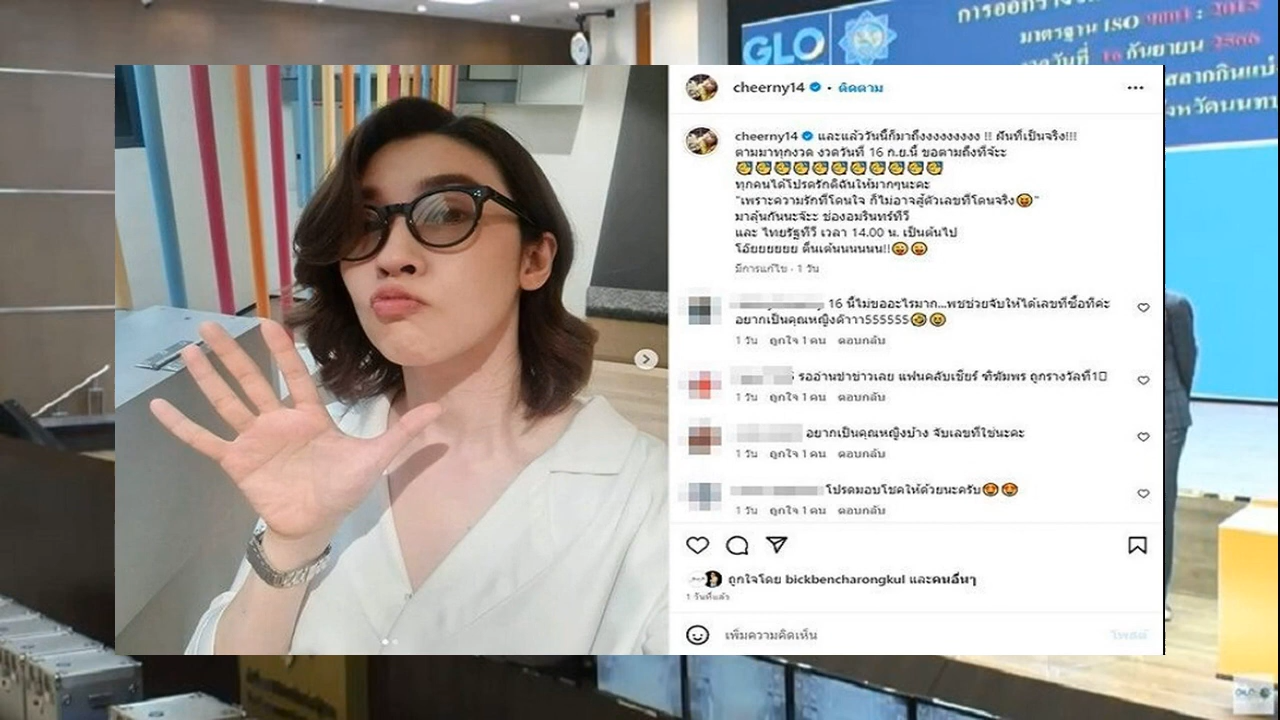 GLO
การออกรางวัล
มาตรฐาน ISO 9001 : 2015
งวดวันที่ 16 กันยายน 2566
cheerny14 • ติดตาม
cheerny14 และแล้ววันนี้ก็มาถึงงงงงงงงง !! ฝันที่เป็นจริง!!!
ตามมาทุกงวด งวดวันที่ 16 ก.ย.นี้ ขอตามถึงที่จ้ะะ
🥳🥳🥳🥳🥳🥳🥳🥳🥳🥳🥳
ทุกคนได้โปรดรักดิฉันให้มากๆนะคะ
"เพราะความรักที่โดนใจ ก็ไม่อาจสู้ตัวเลขที่โดนจริง😝"
มาลุ้นกันนะจ้ะะ ช่องอมรินทร์ทีวี
และ ไทยรัฐทีวี เวลา 14.00 น. เป็นต้นไป
โอ้ยยยยยย ตื่นเต้นนนนนน!!😜😜
มีการแก้ไข · 1 วัน
16 นี้ไม่ขออะไรมาก...พชช่วยจับให้ได้เลขที่ซื้อทีค่ะ
อยากเป็นคุณหญิงด๊าาา555555🤣😆
1 วัน ถูกใจ 1 คน ตอบกลับ
รออ่านข่าวเลย แฟนคลับเชียร์ ฑิฆัมพร ถูกรางวัลที่1
1 วัน ถูกใจ 1 คน ตอบกลับ
อยากเป็นคุณหญิงบ้าง จับเลขที่ใช่นะคะ
1 วัน ถูกใจ 1 คน ตอบกลับ
โปรดมอบโชคให้ด้วยนะครับ🥰🥰
1 วัน ถูกใจ 1 คน ตอบกลับ
ถูกใจโดย bickbencharongkul และคนอื่นๆ
1 วันที่แล้ว
เพิ่มความคิดเห็น
โพสต์
GLO